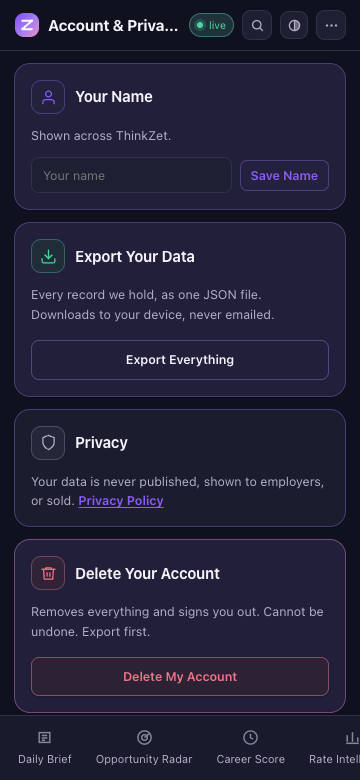 Z Account & Priva... live
Your Name
Shown across ThinkZet.
Your name Save Name
Export Your Data
Every record we hold, as one JSON file.
Downloads to your device, never emailed.
Export Everything
Privacy
Your data is never published, shown to employers,
or sold. Privacy Policy
Delete Your Account
Removes everything and signs you out. Cannot be
undone. Export first.
Delete My Account
Daily Brief Opportunity Radar Career Score Rate Intell